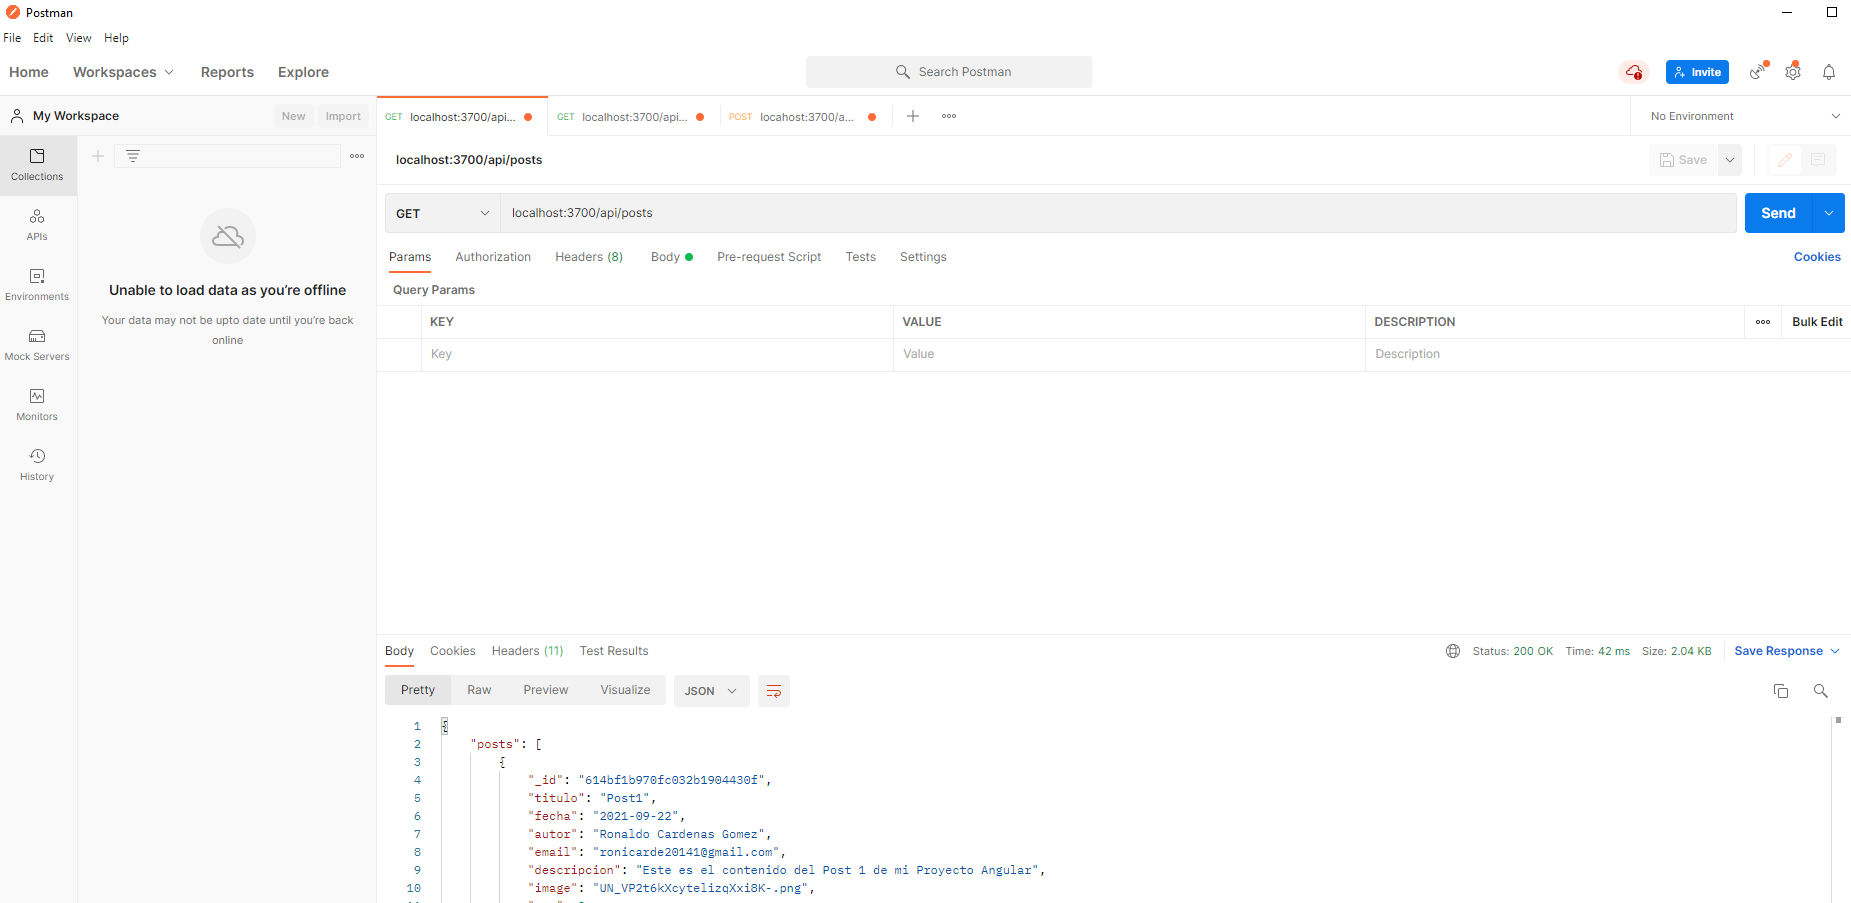 Postman
File Edit View Help
Home Workspaces Reports Explore Search Postman Invite
My Workspace New Import GET localhost:3700/api... GET localhost:3700/api... POST locahost:3700/a... No Environment
localhost:3700/api/posts Save
Collections
APIs
Environments
Mock Servers
Monitors
History
Unable to load data as you're offline
Your data may not be upto date until you're back
online
GET localhost:3700/api/posts Send
Params Authorization Headers (8) Body Pre-request Script Tests Settings Cookies
Query Params
KEY VALUE DESCRIPTION Bulk Edit
Key Value Description
Body Cookies Headers (11) Test Results Status: 200 OK Time: 42 ms Size: 2.04 KB Save Response
Pretty Raw Preview Visualize JSON
1 {
2 "posts": [
3 {
4 "_id": "614bf1b970fc032b1904430f",
5 "titulo": "Post1",
6 "fecha": "2021-09-22",
7 "autor": "Ronaldo Cardenas Gomez",
8 "email": "ronicarde20141@gmail.com",
9 "descripcion": "Este es el contenido del Post 1 de mi Proyecto Angular",
10 "image": "UN_VP2t6kXcytelizqXxi8K-.png",